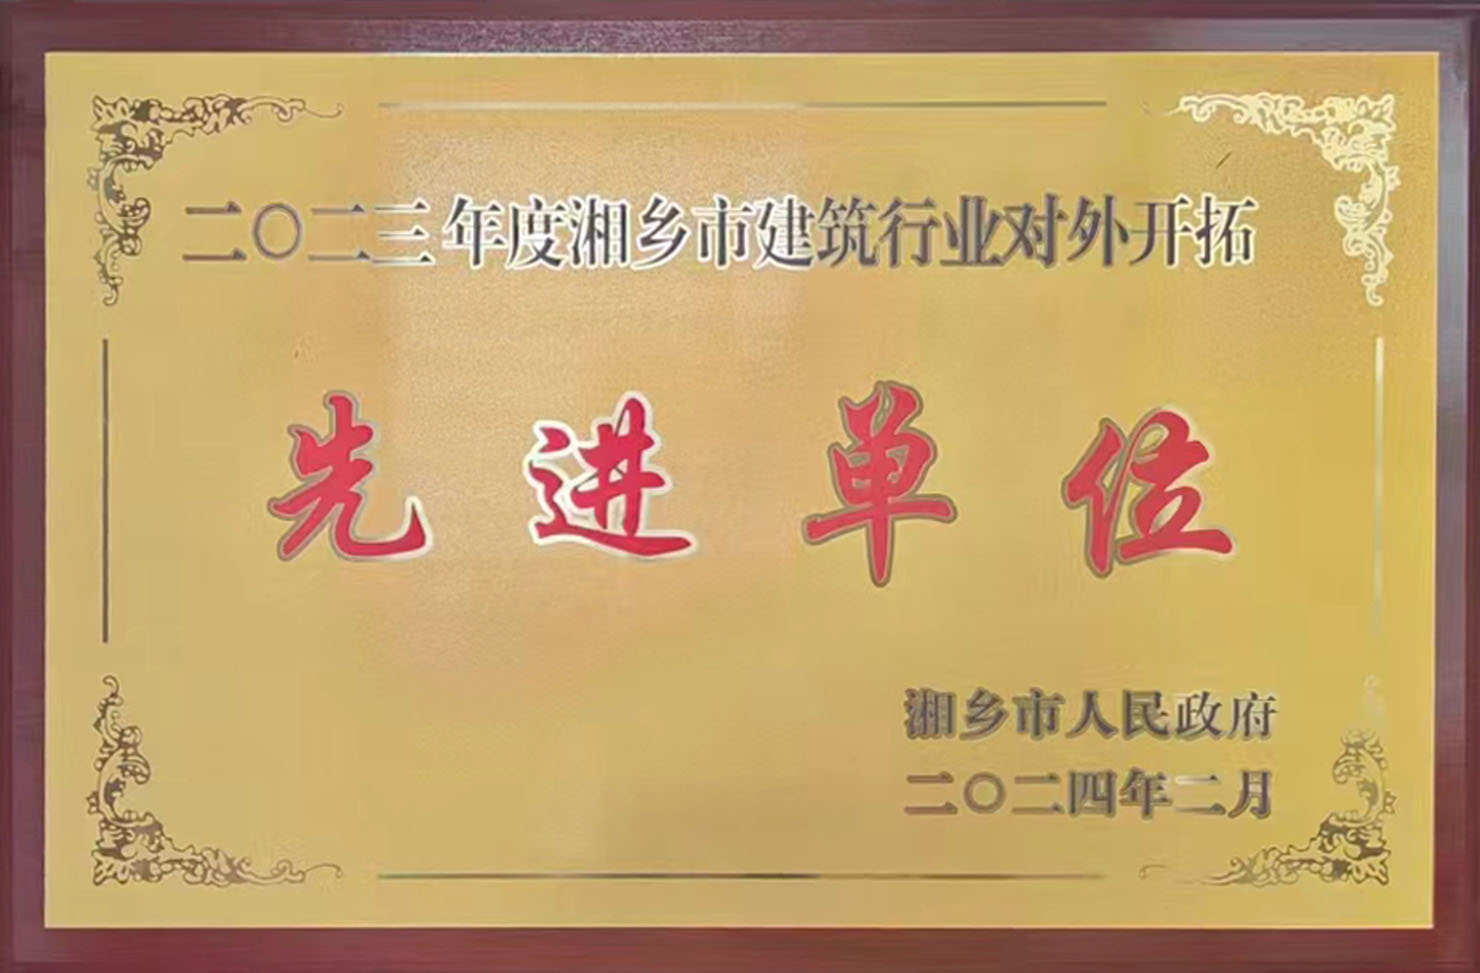 二〇二三年度湘乡市建筑行业对外开拓
先进单位
湘乡市人民政府
二〇二四年二月